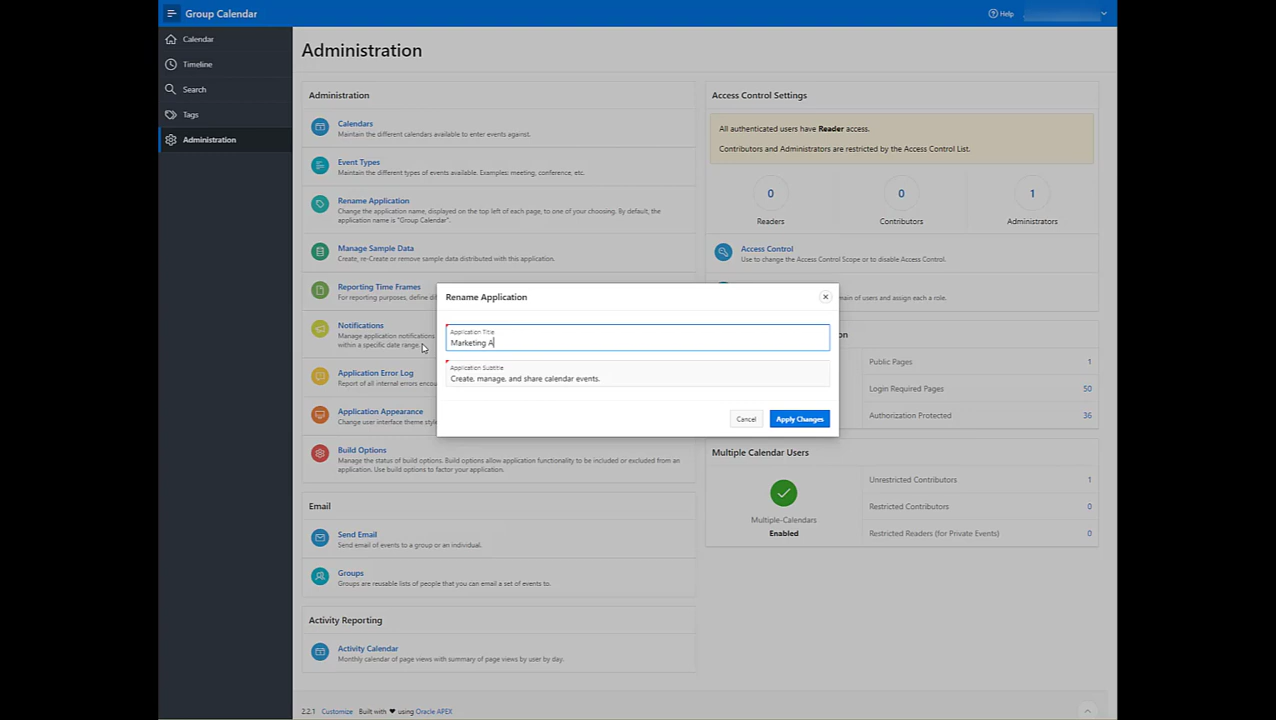 Group Calendar
Help
Calendar
Timeline
Search
Tags
Administration
Administration
Administration
Calendars
Maintain the different calendars available to enter events against.
Event Types
Maintain the different types of events available. Examples: meeting, conference, etc.
Rename Application
Change the application name, displayed on the top left of each page, to one of your choosing. By default, the
application name is "Group Calendar".
Manage Sample Data
Create, re-Create or remove sample data distributed with this application.
Reporting Time Frames
For reporting purposes, define
Notifications
Manage application notifications
within a specific date range.
Application Error Log
Report of all internal errors
Application Appearance
Change user interface theme
Build Options
Manage the status of build options. Build options allow application functionality to be included or excluded from an
application. Use build options to factor your application.
Email
Send Email
Send email of events to a group or an individual.
Groups
Groups are reusable lists of people that you can email a set of events to.
Activity Reporting
Activity Calendar
Monthly calendar of page views with summary of page views by user by day.
Access Control Settings
All authenticated users have Reader access.
Contributors and Administrators are restricted by the Access Control List.
0
0
1
Readers
Contributors
Administrators
Access Control
Use to change the Access Control Scope or to disable Access Control.
of users and assign each a role.
Public Pages 1
Login Required Pages 50
Authorization Protected 36
Multiple Calendar Users
Multiple-Calendars
Enabled
Unrestricted Contributors 1
Restricted Contributors 0
Restricted Readers (for Private Events) 0
Rename Application
Application Title
Marketing A
Application Subtitle
Create, manage, and share calendar events.
Cancel
Apply Changes
2.2.1 Customize Built with ❤ using Oracle APEX